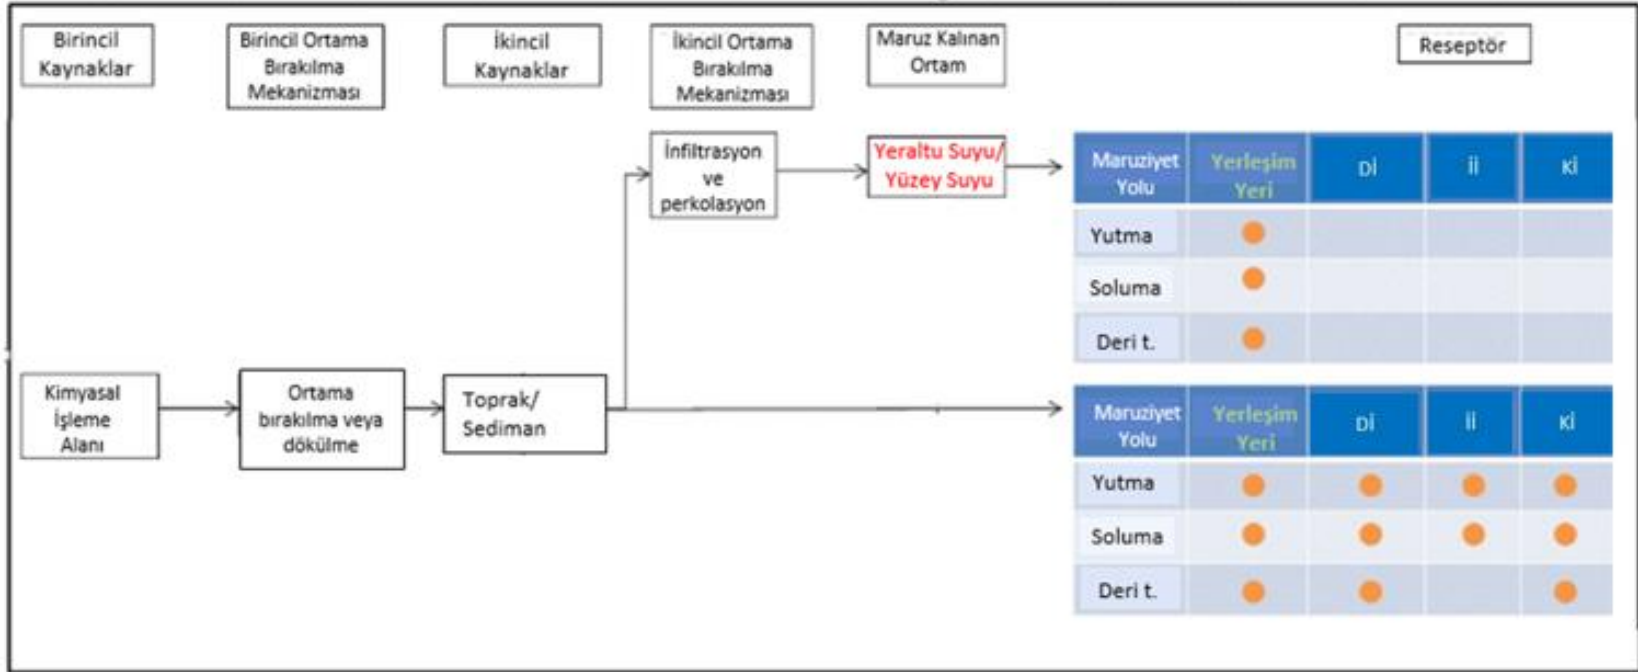 Birincil
Kaynaklar
Birincil Ortama
Bırakılma
Mekanizması
İkincil
Kaynaklar
İkincil Ortama
Bırakılma
Mekanizması
Maruz Kalınan
Ortam
Reseptör
İnfiltrasyon
ve
perkolasyon
Yeraltu Suyu/
Yüzey Suyu
Maruziyet
Yolu
Yerleşim
Yeri
Dİ
İİ
Kİ
Yutma
Soluma
Deri t.
Kimyasal
İşleme
Alanı
Ortama
bırakılma veya
dökülme
Toprak/
Sediman
Maruziyet
Yolu
Yerleşim
Yeri
Dİ
İİ
Kİ
Yutma
Soluma
Deri t.